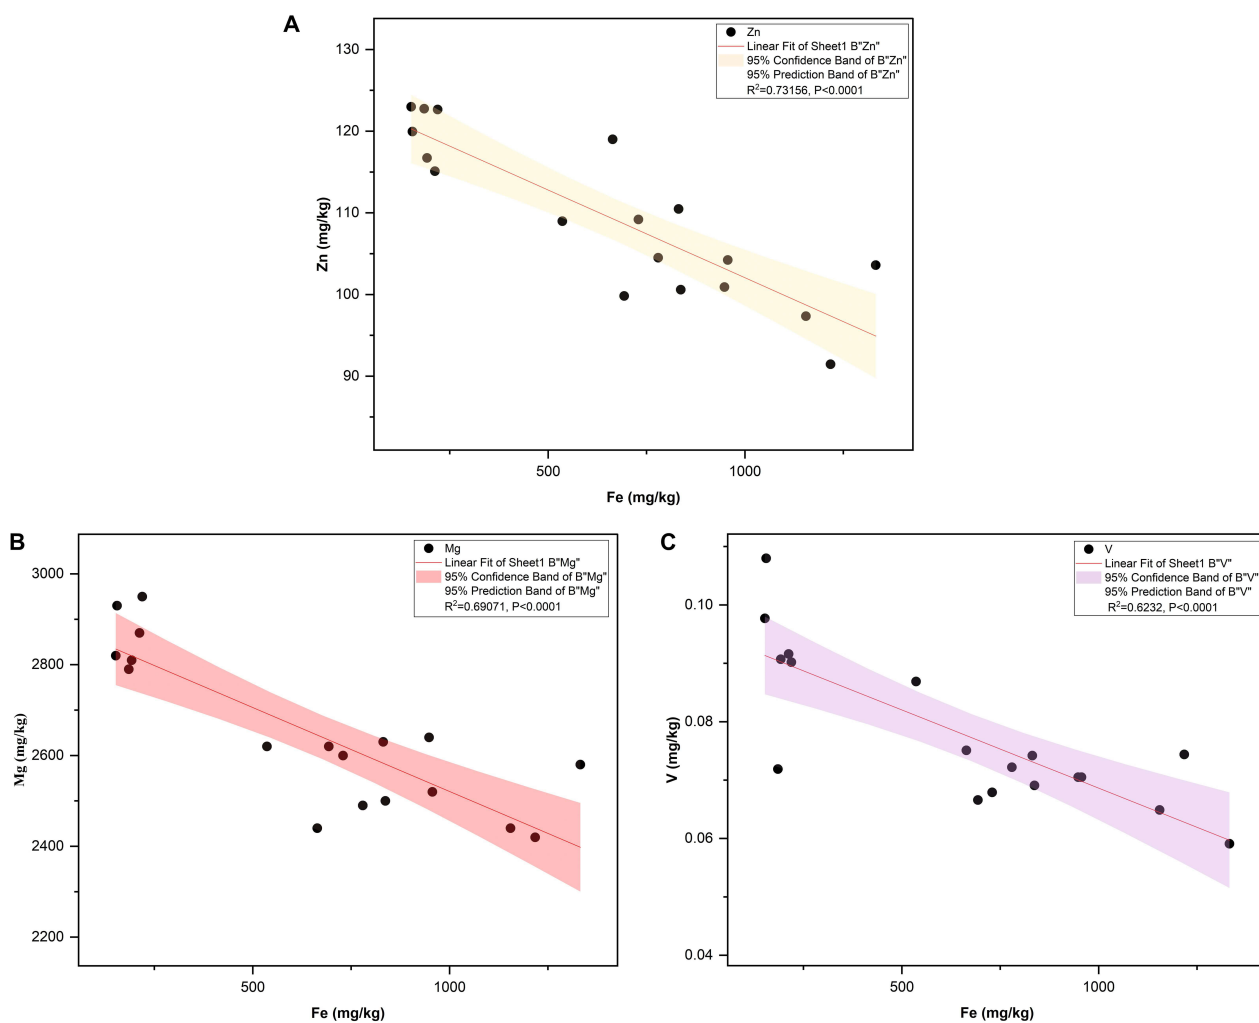 A
Zn
Linear Fit of Sheet1 B"Zn"
95% Confidence Band of B"Zn"
95% Prediction Band of B"Zn"
R²=0.73156, P<0.0001
130
120
110
100
90
Zn (mg/kg)
500
1000
Fe (mg/kg)
B
Mg
Linear Fit of Sheet1 B"Mg"
95% Confidence Band of B"Mg"
95% Prediction Band of B"Mg"
R²=0.69071, P<0.0001
3000
2800
2600
2400
2200
Mg (mg/kg)
500
1000
Fe (mg/kg)
C
V
Linear Fit of Sheet1 B"V"
95% Confidence Band of B"V"
95% Prediction Band of B"V"
R²=0.6232, P<0.0001
0.10
0.08
0.06
0.04
V (mg/kg)
500
1000
Fe (mg/kg)